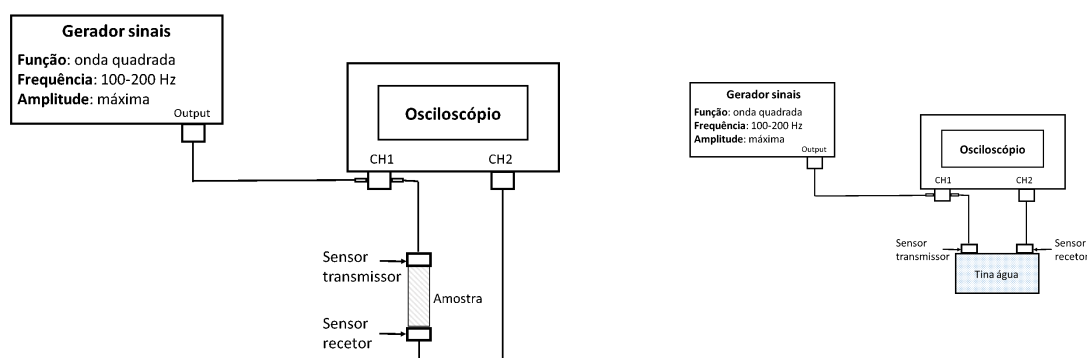 Gerador sinais
Função: onda quadrada
Frequência: 100-200 Hz
Amplitude: máxima
Output
Osciloscópio
CH1
CH2
Sensor
transmissor
Amostra
Sensor
recetor
Gerador sinais
Função: onda quadrada
Frequência: 100-200 Hz
Amplitude: máxima
Output
Osciloscópio
CH1
CH2
Sensor
transmissor
Sensor
recetor
Tina água